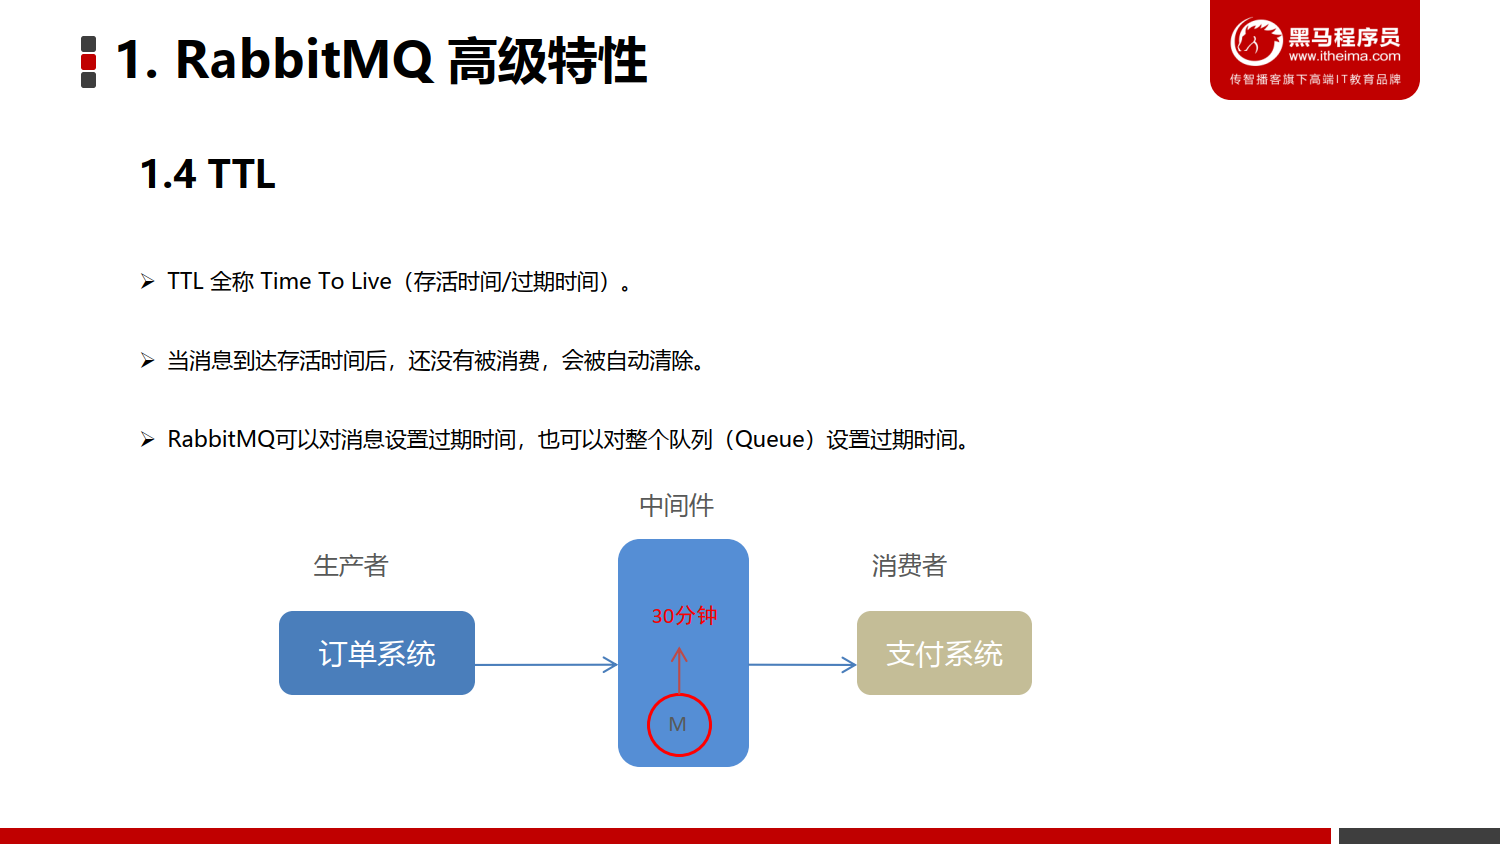 1. RabbitMQ 高级特性
黑马程序员
www.itheima.com
传智播客旗下高端IT教育品牌
1.4 TTL
TTL 全称 Time To Live（存活时间/过期时间）。
当消息到达存活时间后，还没有被消费，会被自动清除。
RabbitMQ可以对消息设置过期时间，也可以对整个队列（Queue）设置过期时间。
中间件
生产者
消费者
30分钟
订单系统
支付系统
M